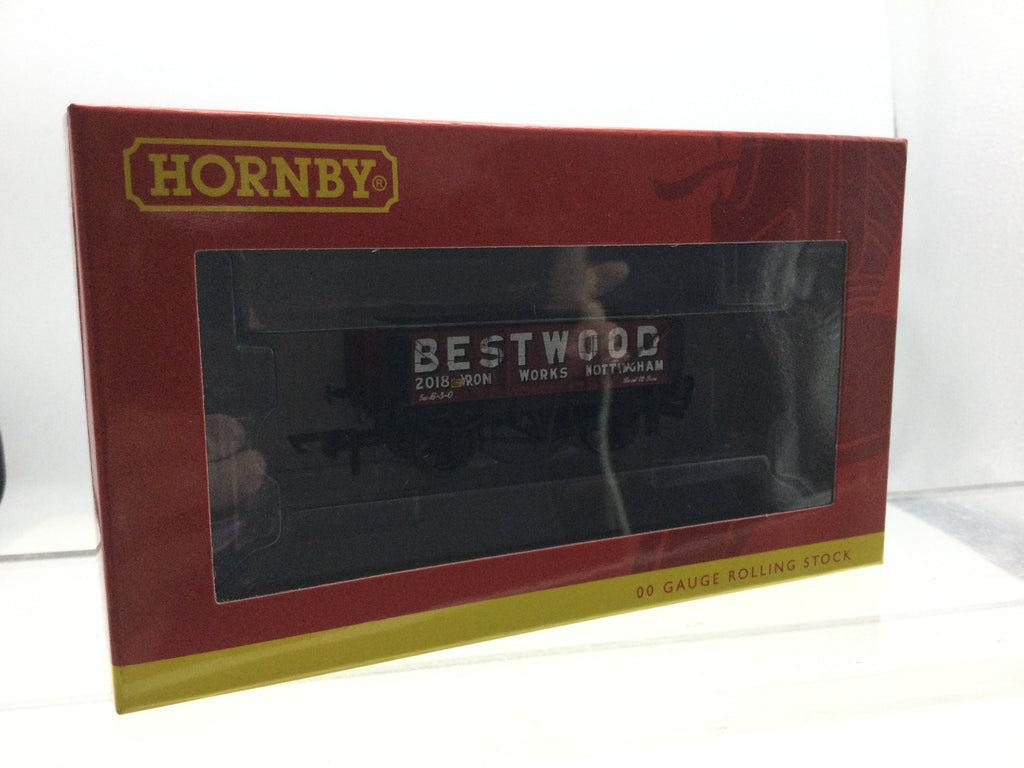 HORNBY®
BESTWOOD
2018 IRON WORKS NOTTINGHAM
00 GAUGE ROLLING STOCK